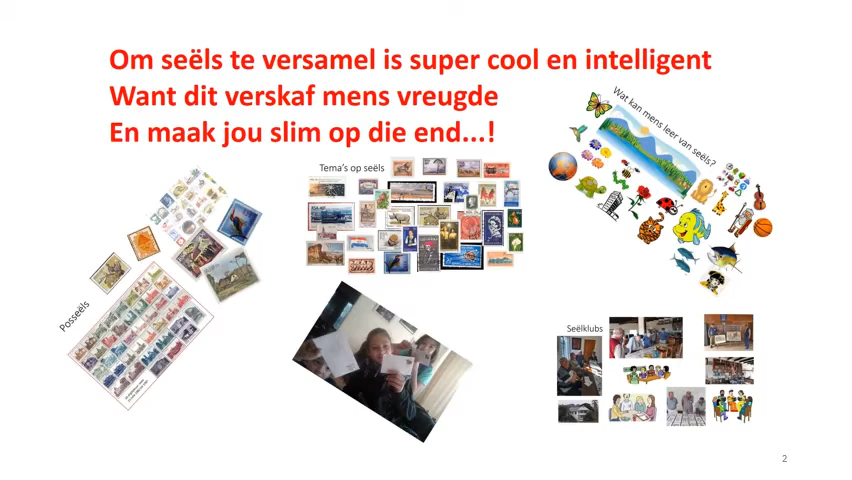 Om seëls te versamel is super cool en intelligent
Want dit verskaf mens vreugde
En maak jou slim op die end...!
Wat kan mens leer van seëls?
Tema's op seëls
Posseëls
Seëlklubs
2